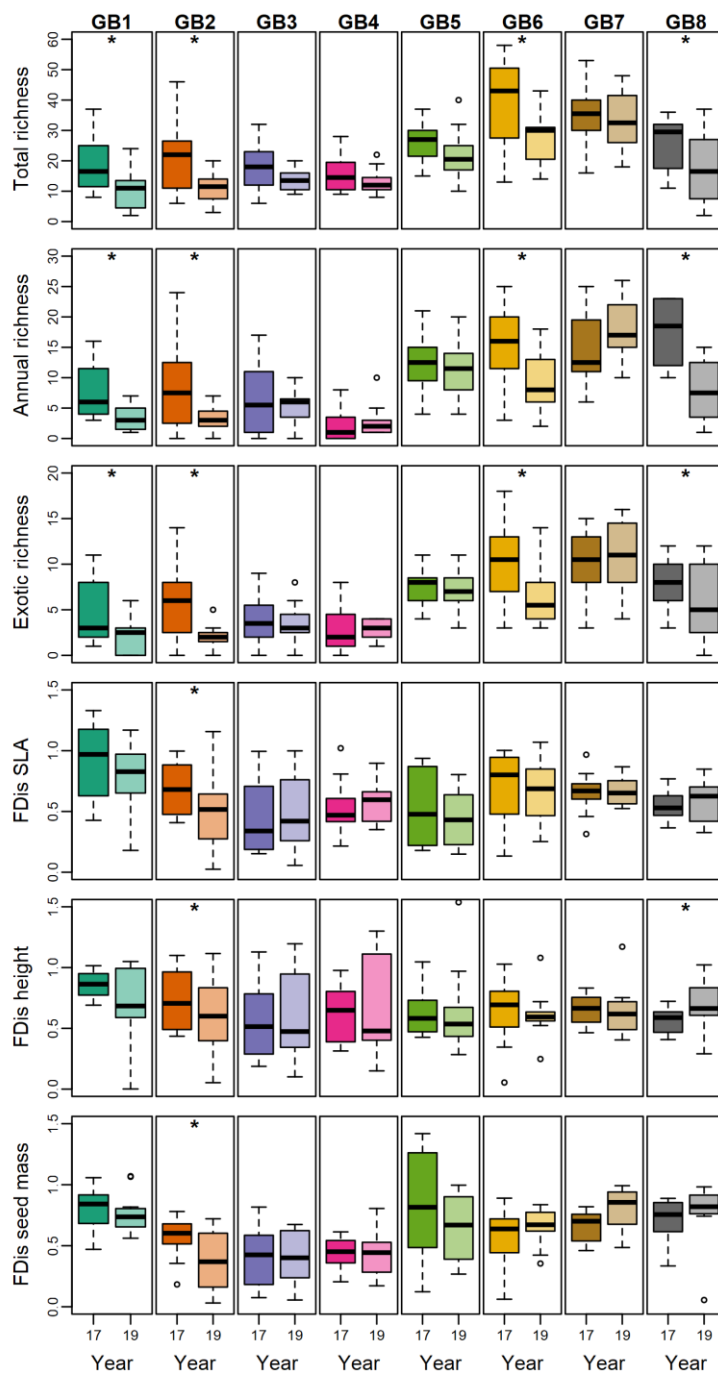 GB1 GB2 GB3 GB4 GB5 GB6 GB7 GB8
Total richness
0 10 20 30 40 50 60
* * * *
Annual richness
0 5 10 15 20 25 30
* * * *
Exotic richness
0 5 10 15 20
* * * *
FDis SLA
0.0 0.5 1.0 1.5
*
FDis height
0.0 0.5 1.0 1.5
* *
FDis seed mass
0.0 0.5 1.0 1.5
*
17 19 17 19 17 19 17 19 17 19 17 19 17 19 17 19
Year Year Year Year Year Year Year Year